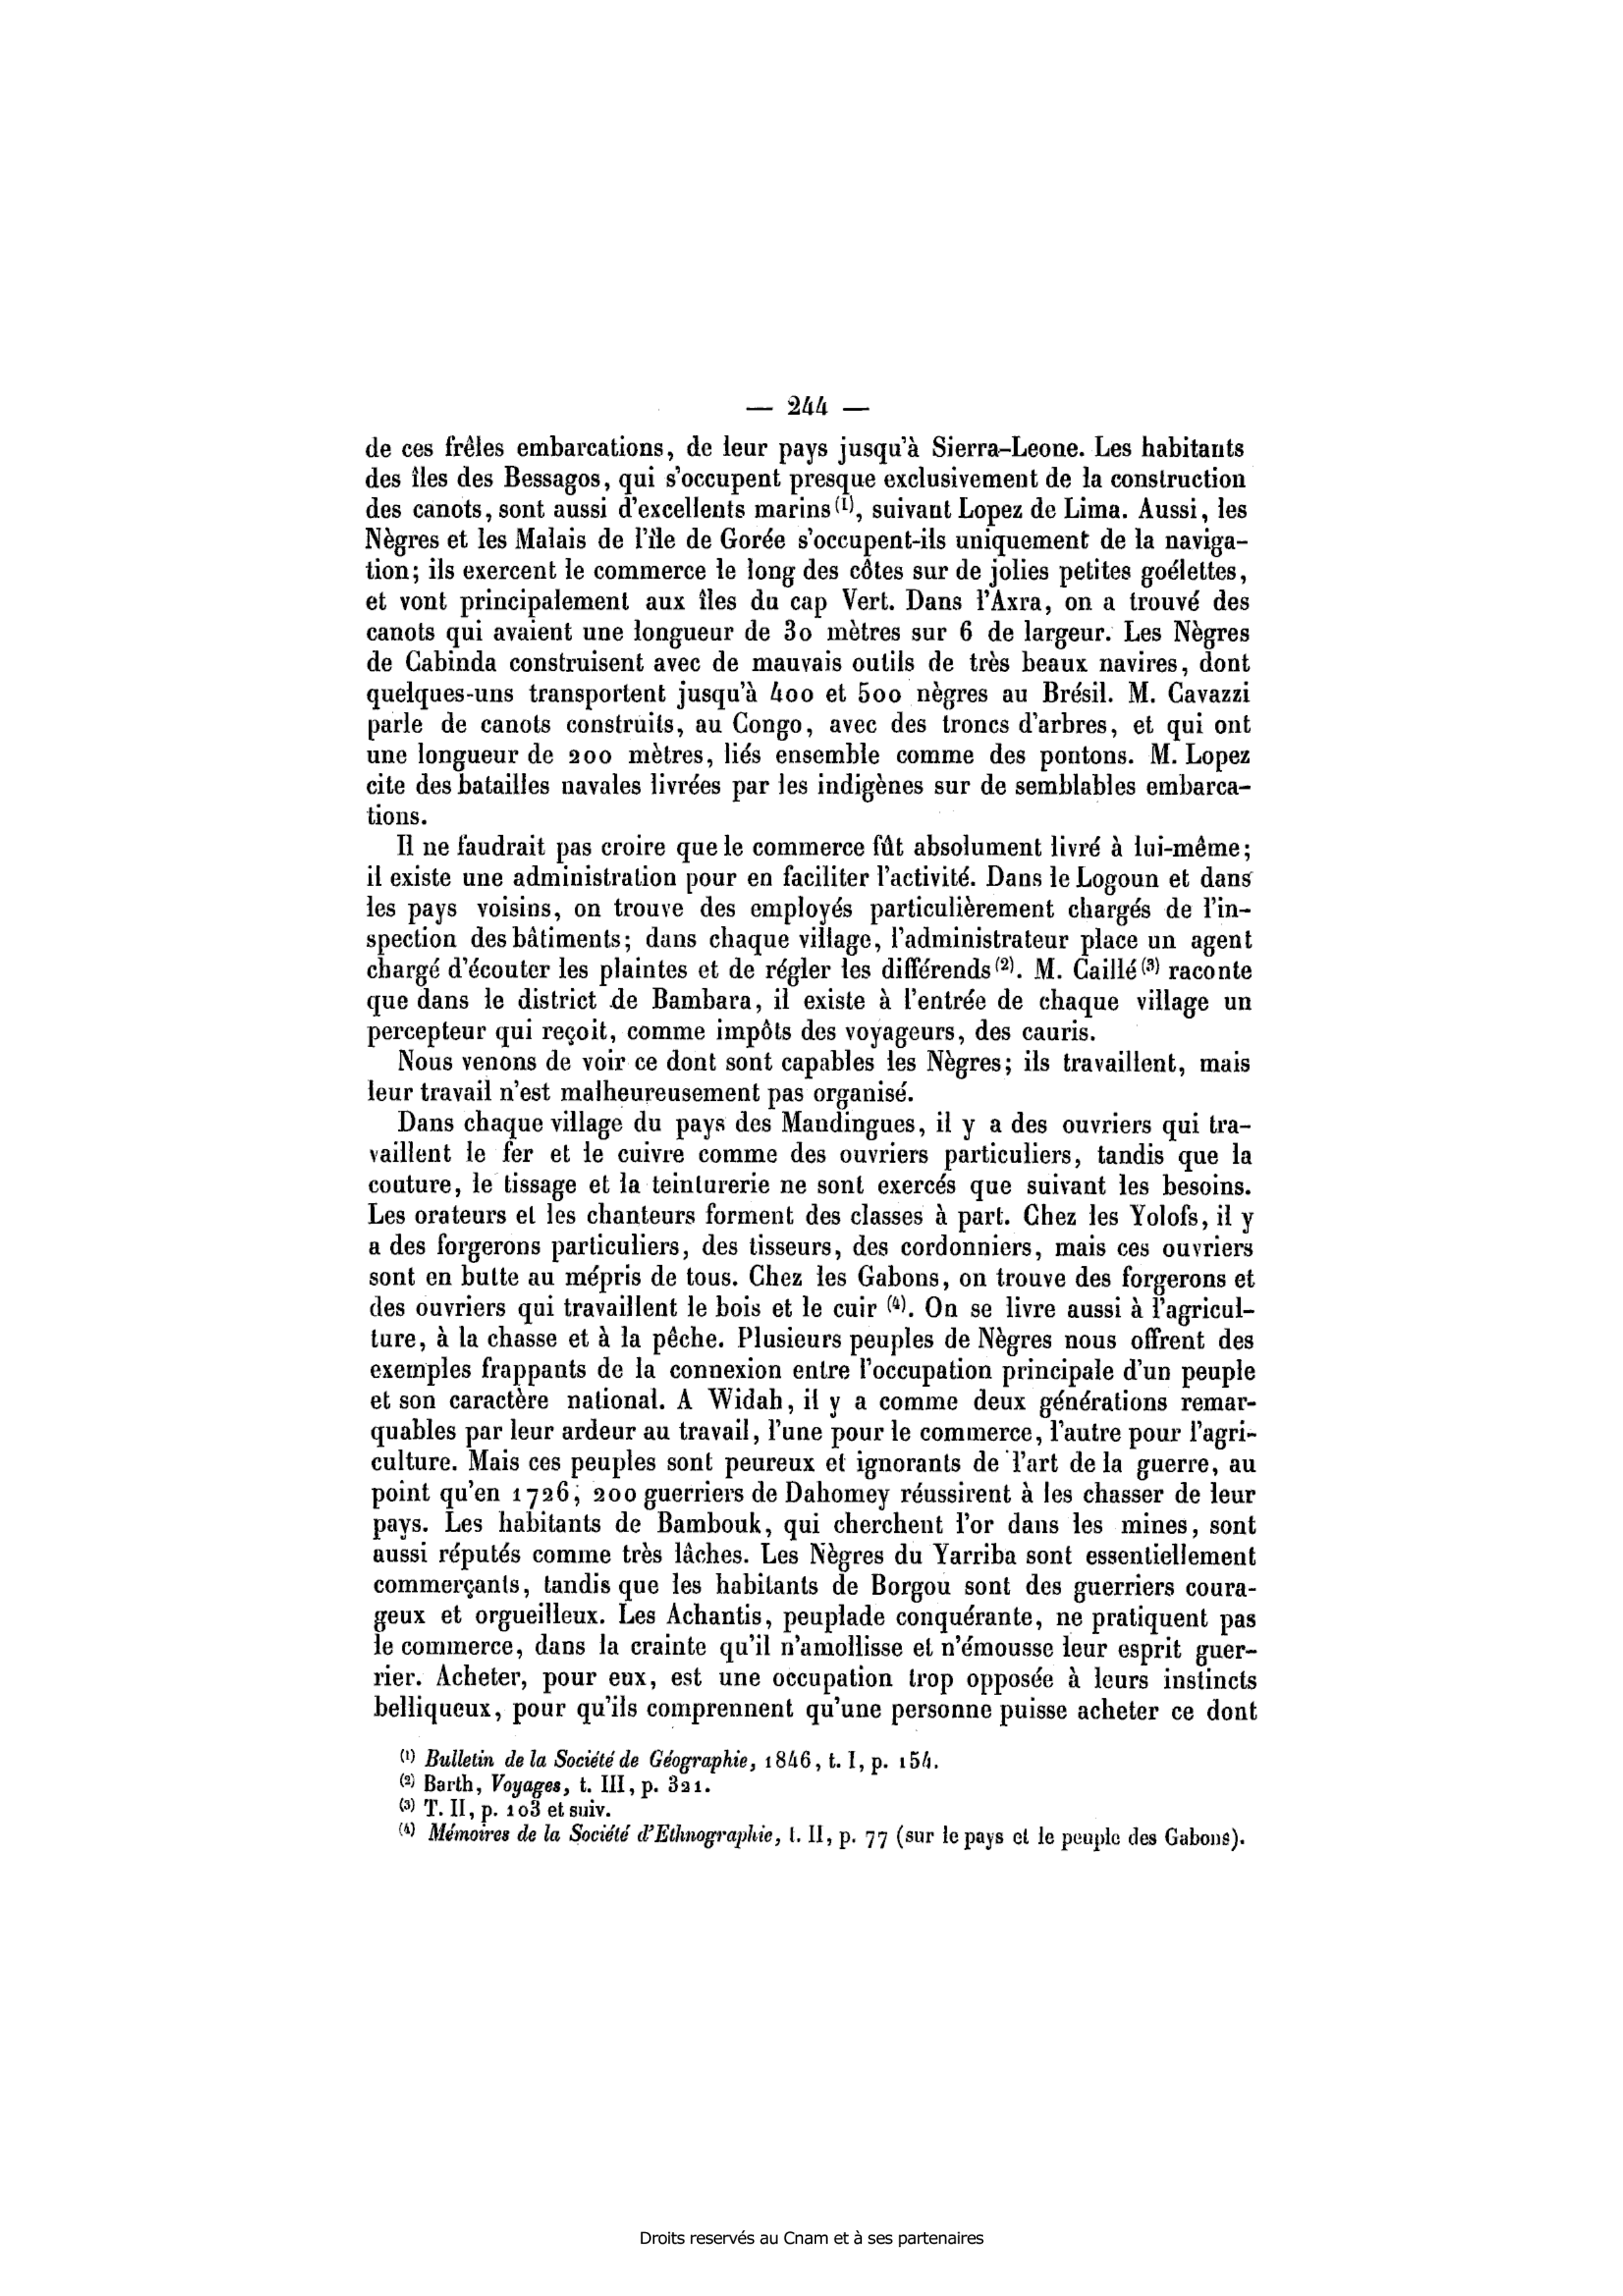 — 244 —
de ces frêles embarcations, de leur pays jusqu'à Sierra-Leone. Les habitants
des îles des Bessagos, qui s'occupent presque exclusivement de la construction
des canots, sont aussi d'excellents marins (1), suivant Lopez de Lima. Aussi, les
Nègres et les Malais de l'île de Gorée s'occupent-ils uniquement de la naviga-
tion; ils exercent le commerce le long des côtes sur de jolies petites goélettes,
et vont principalement aux îles du cap Vert. Dans l'Axra, on a trouvé des
canots qui avaient une longueur de 30 mètres sur 6 de largeur. Les Nègres
de Cabinda construisent avec de mauvais outils de très beaux navires, dont
quelques-uns transportent jusqu'à 400 et 500 nègres au Brésil. M. Cavazzi
parle de canots construits, au Congo, avec des troncs d'arbres, et qui ont
une longueur de 200 mètres, liés ensemble comme des pontons. M. Lopez
cite des batailles navales livrées par les indigènes sur de semblables embarca-
tions.
Il ne faudrait pas croire que le commerce fût absolument livré à lui-même;
il existe une administration pour en faciliter l'activité. Dans le Logoun et dans
les pays voisins, on trouve des employés particulièrement chargés de l'in-
spection des bâtiments; dans chaque village, l'administrateur place un agent
chargé d'écouter les plaintes et de régler les différends (2). M. Caillé (3) raconte
que dans le district de Bambara, il existe à l'entrée de chaque village un
percepteur qui reçoit, comme impôts des voyageurs, des cauris.
Nous venons de voir ce dont sont capables les Nègres; ils travaillent, mais
leur travail n'est malheureusement pas organisé.
Dans chaque village du pays des Mandingues, il y a des ouvriers qui tra-
vaillent le fer et le cuivre comme des ouvriers particuliers, tandis que la
couture, le tissage et la teinturerie ne sont exercés que suivant les besoins.
Les orateurs et les chanteurs forment des classes à part. Chez les Yolofs, il y
a des forgerons particuliers, des tisseurs, des cordonniers, mais ces ouvriers
sont en butte au mépris de tous. Chez les Gabons, on trouve des forgerons et
des ouvriers qui travaillent le bois et le cuir (4). On se livre aussi à l'agricul-
ture, à la chasse et à la pêche. Plusieurs peuples de Nègres nous offrent des
exemples frappants de la connexion entre l'occupation principale d'un peuple
et son caractère national. A Widah, il y a comme deux générations remar-
quables par leur ardeur au travail, l'une pour le commerce, l'autre pour l'agri-
culture. Mais ces peuples sont peureux et ignorants de l'art de la guerre, au
point qu'en 1726, 200 guerriers de Dahomey réussirent à les chasser de leur
pays. Les habitants de Bambouk, qui cherchent l'or dans les mines, sont
aussi réputés comme très lâches. Les Nègres du Yarriba sont essentiellement
commerçants, tandis que les habitants de Borgou sont des guerriers coura-
geux et orgueilleux. Les Achantis, peuplade conquérante, ne pratiquent pas
le commerce, dans la crainte qu'il n'amollisse et n'émousse leur esprit guer-
rier. Acheter, pour eux, est une occupation trop opposée à leurs instincts
belliqueux, pour qu'ils comprennent qu'une personne puisse acheter ce dont
(1) Bulletin de la Société de Géographie, 1846, t. I, p. 154.
(2) Barth, Voyages, t. III, p. 321.
(3) T. II, p. 103 et suiv.
(4) Mémoires de la Société d'Ethnographie, t. II, p. 77 (sur le pays et le peuple des Gabons).
Droits reservés au Cnam et à ses partenaires